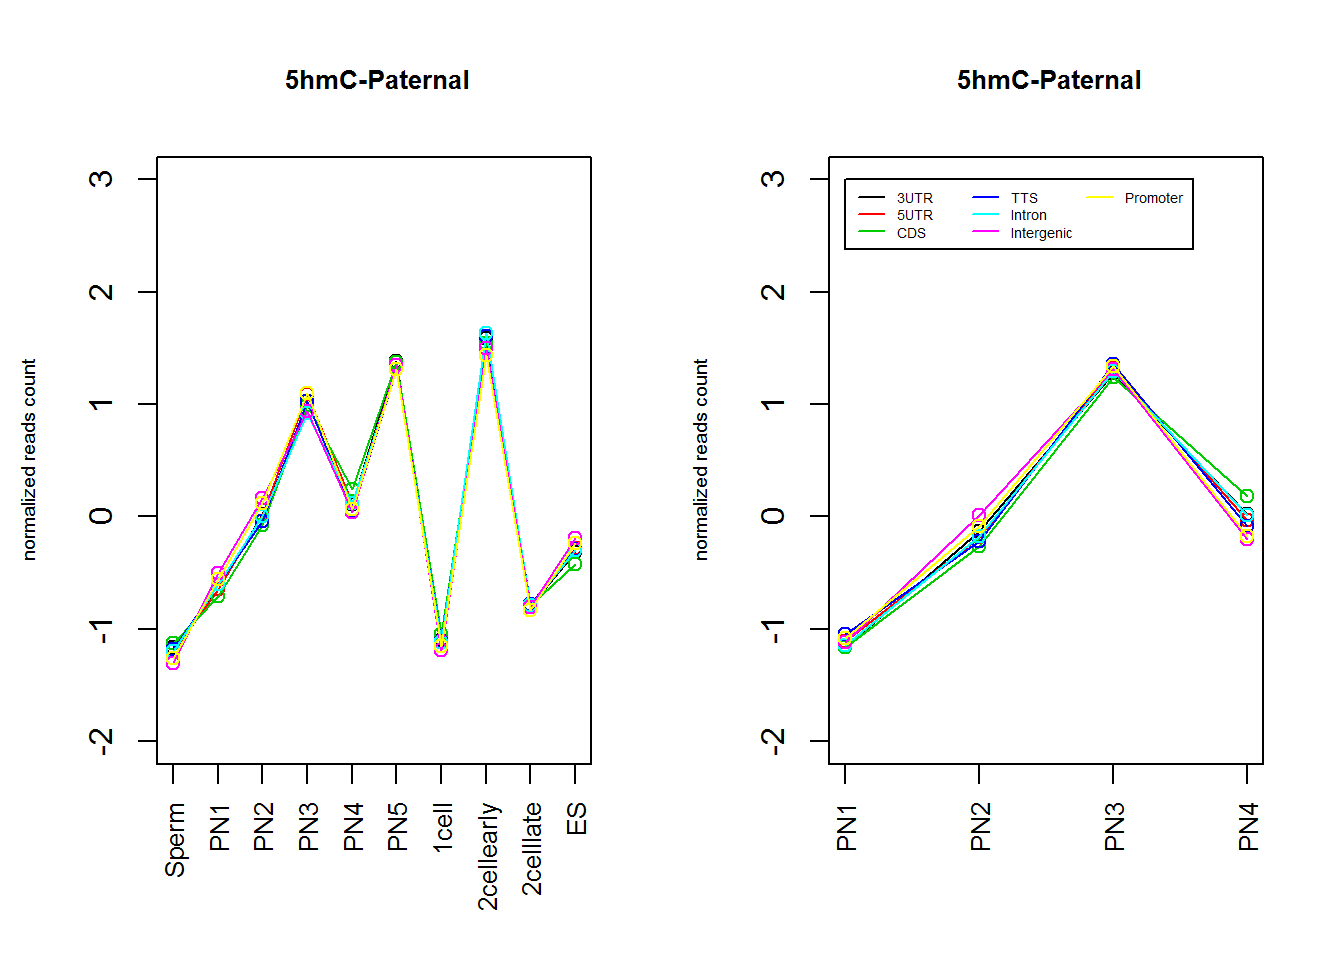 5hmC-Paternal
normalized reads count
3
2
1
0
-1
-2
Sperm
PN1
PN2
PN3
PN4
PN5
1cell
2cellearly
2celllate
ES
5hmC-Paternal
normalized reads count
3
2
1
0
-1
-2
3UTR TTS Promoter
5UTR Intron
CDS Intergenic
PN1
PN2
PN3
PN4